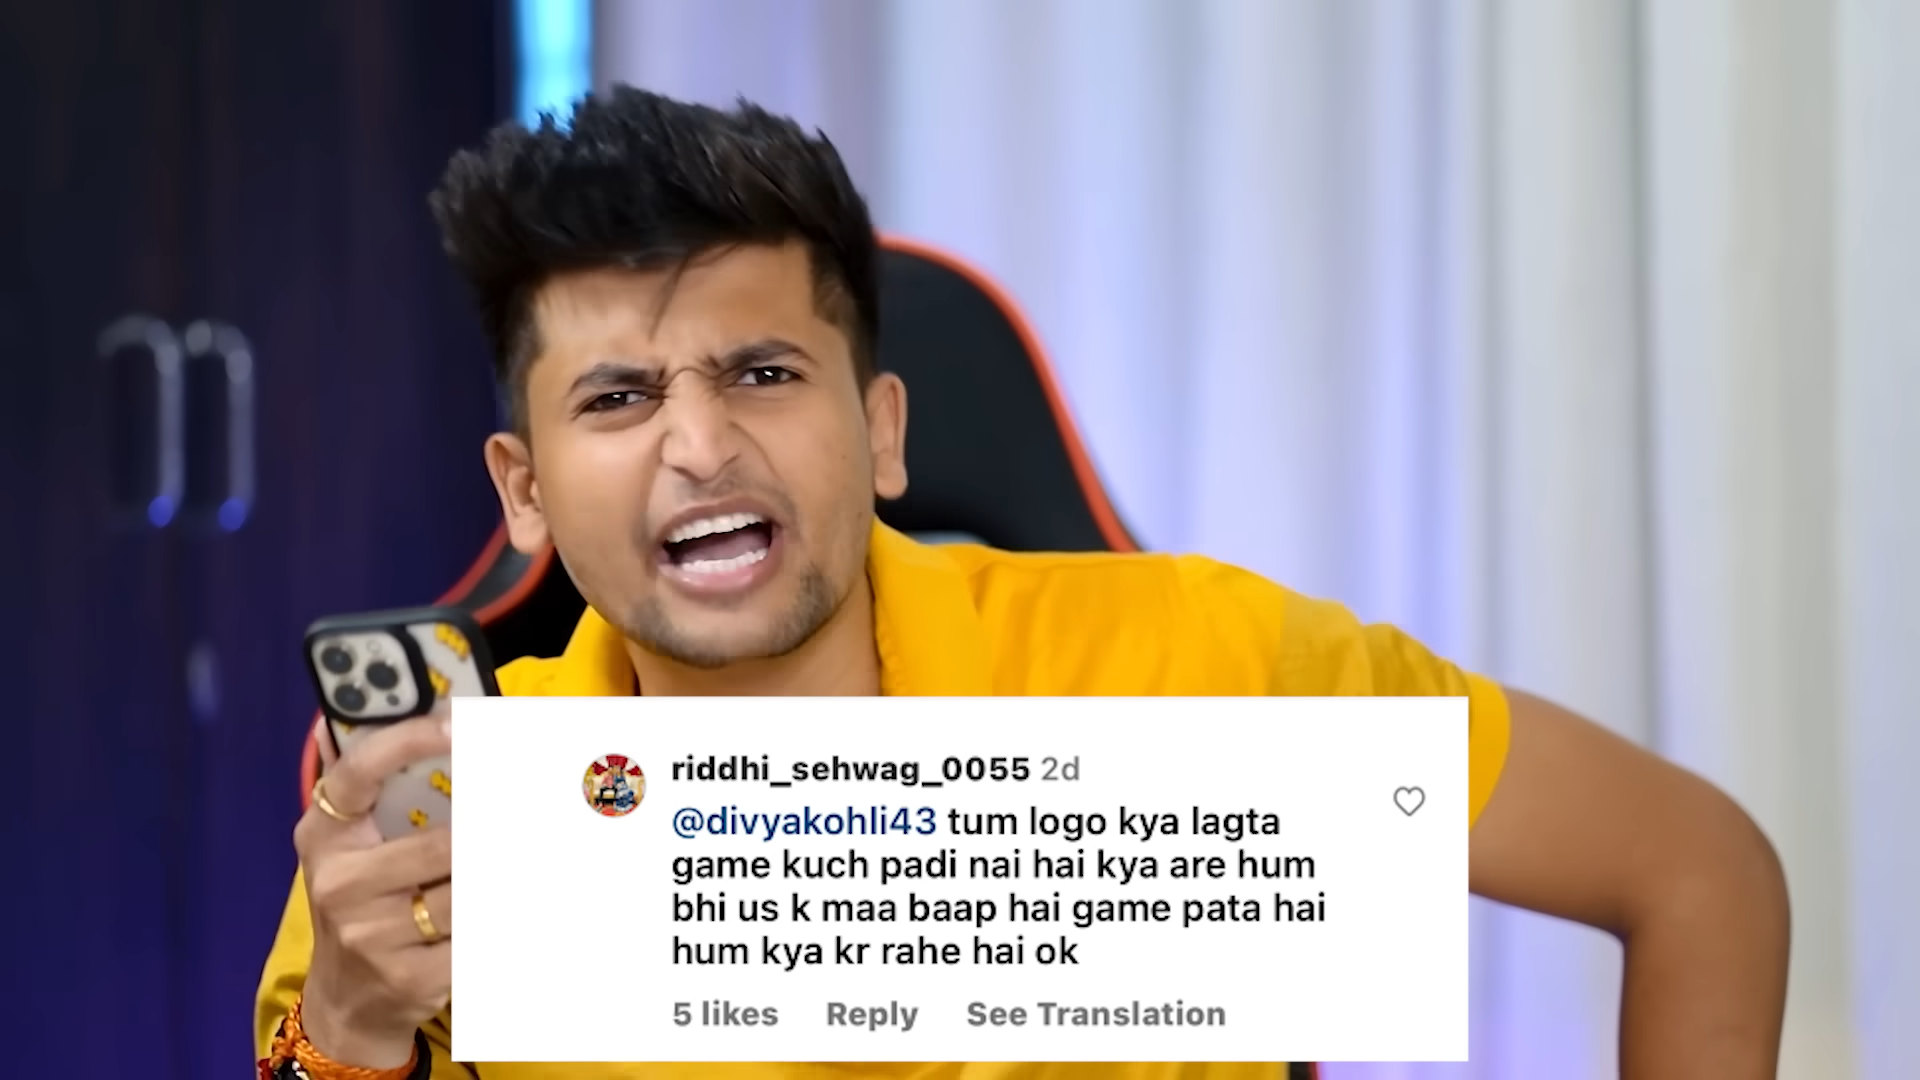 riddhi_sehwag_0055 2d
@divyakohli43 tum logo kya lagta
game kuch padi nai hai kya are hum
bhi us k maa baap hai game pata hai
hum kya kr rahe hai ok
5 likes Reply See Translation